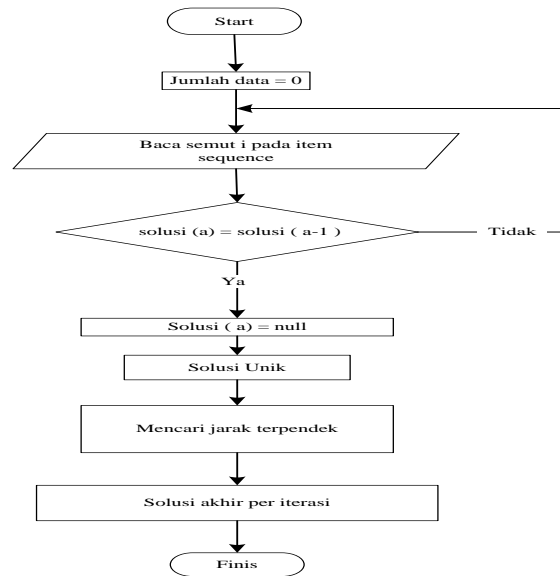 Start
Jumlah data = 0
Baca semut i pada item
sequence
solusi (a) = solusi ( a-1 )
Tidak
Ya
Solusi ( a) = null
Solusi Unik
Mencari jarak terpendek
Solusi akhir per iterasi
Finis